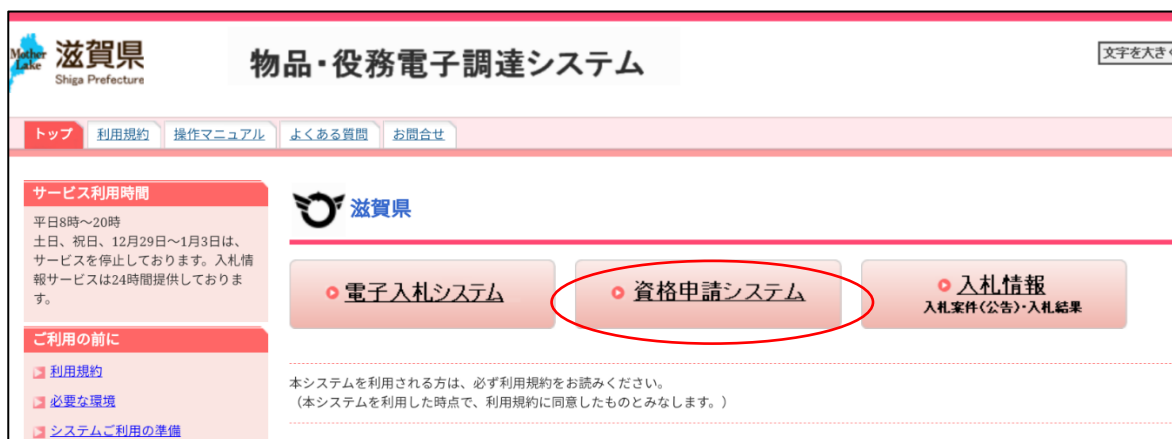 Mother Lake
滋賀県
Shiga Prefecture
物品・役務電子調達システム
文字を大きく
トップ
利用規約
操作マニュアル
よくある質問
お問合せ
サービス利用時間
平日8時～20時
土日、祝日、12月29日～1月3日は、
サービスを停止しております。入札情
報サービスは24時間提供しておりま
す。
ご利用の前に
利用規約
必要な環境
システムご利用の準備
滋賀県
電子入札システム
資格申請システム
入札情報
入札案件(公告)・入札結果
本システムを利用される方は、必ず利用規約をお読みください。
（本システムを利用した時点で、利用規約に同意したものとみなします。）